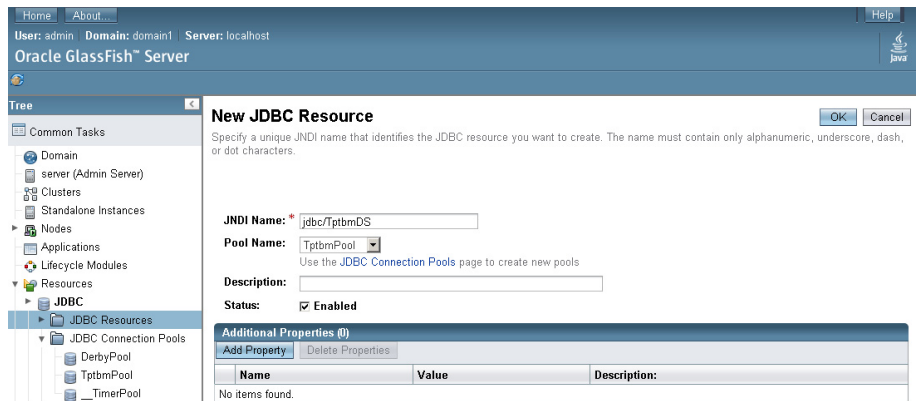 Home About...
Help
User: admin Domain: domain1 Server: localhost
Oracle GlassFish™ Server
Java
Tree
Common Tasks
Domain
server (Admin Server)
Clusters
Standalone Instances
Nodes
Applications
Lifecycle Modules
Resources
JDBC
JDBC Resources
JDBC Connection Pools
DerbyPool
TptbmPool
__TimerPool
New JDBC Resource
OK Cancel
Specify a unique JNDI name that identifies the JDBC resource you want to create. The name must contain only alphanumeric, underscore, dash,
or dot characters.
JNDI Name: * jdbc/TptbmDS
Pool Name: TptbmPool
Use the JDBC Connection Pools page to create new pools
Description:
Status: Enabled
Additional Properties (0)
Add Property Delete Properties
Name Value Description:
No items found.